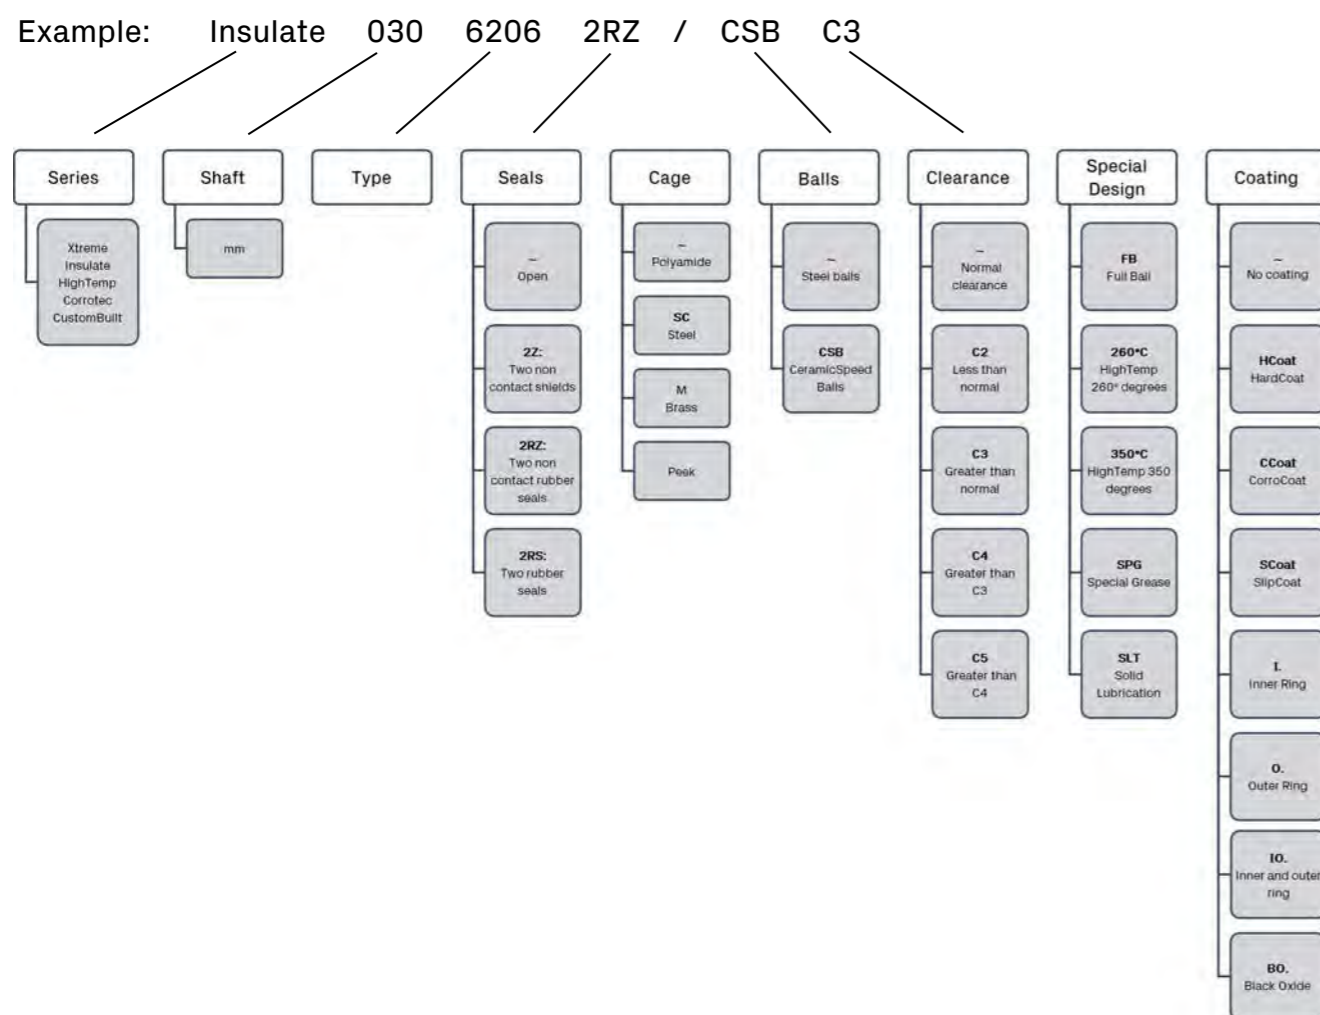 Example: Insulate 030 6206 2RZ / CSB C3
Series
Xtreme
Insulate
HighTemp
Corrotec
CustomBuilt
Shaft
mm
Type
Seals
–
Open
2Z:
Two non
contact shields
2RZ:
Two non
contact rubber
seals
2RS:
Two rubber
seals
Cage
–
Polyamide
SC
Steel
M
Brass
Peek
Balls
–
Steel balls
CSB
CeramicSpeed
Balls
Clearance
–
Normal
clearance
C2
Less than
normal
C3
Greater than
normal
C4
Greater than
C3
C5
Greater than
C4
Special
Design
FB
Full Ball
260°C
HighTemp
260° degrees
350°C
HighTemp 350
degrees
SPG
Special Grease
SLT
Solid
Lubrication
Coating
–
No coating
HCoat
HardCoat
CCoat
CorroCoat
SCoat
SlipCoat
I.
Inner Ring
O.
Outer Ring
IO.
Inner and outer
ring
BO.
Black Oxide